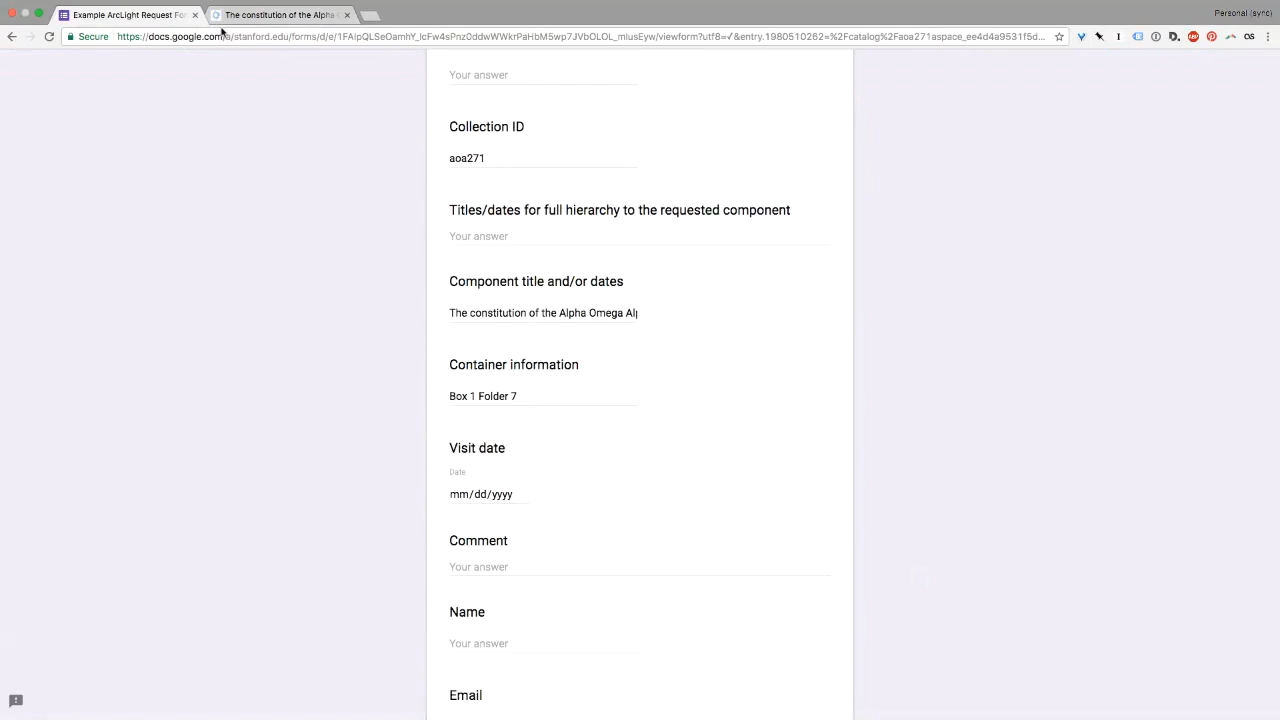 Example ArcLight Request For
The constitution of the Alpha
Personal (sync)
Secure
Your answer
Collection ID
aoa271
Titles/dates for full hierarchy to the requested component
Your answer
Component title and/or dates
The constitution of the Alpha Omega Alp
Container information
Box 1 Folder 7
Visit date
Date
mm/dd/yyyy
Comment
Your answer
Name
Your answer
Email